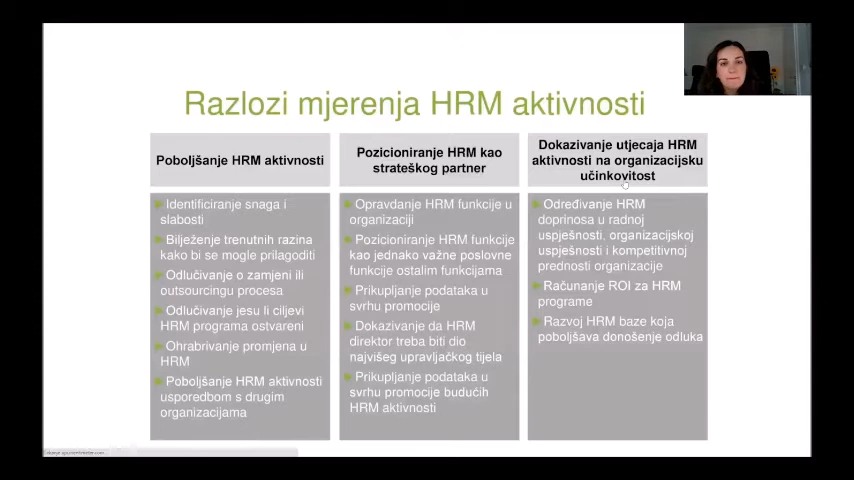 Razlozi mjerenja HRM aktivnosti
Poboljšanje HRM aktivnosti
Identificiranje snaga i
slabosti
Bilježenje trenutnih razina
kako bi se mogle prilagoditi
Odlučivanje o zamjeni ili
outsourcingu procesa
Odlučivanje jesu li ciljevi
HRM programa ostvareni
Ohrabrivanje promjena u
HRM
Poboljšanje HRM aktivnosti
usporedbom s drugim
organizacijama
Pozicioniranje HRM kao
strateškog partner
Opravdanje HRM funkcije u
organizaciji
Pozicioniranje HRM funkcije
kao jednako važne poslovne
funkcije ostalim funkcijama
Prikupljanje podataka u
svrhu promocije
Dokazivanje da HRM
direktor treba biti dio
najvišeg upravljačkog tijela
Prikupljanje podataka u
svrhu promocije budućih
HRM aktivnosti
Dokazivanje utjecaja HRM
aktivnosti na organizacijsku
učinkovitost
Određivanje HRM
doprinosa u radnoj
uspješnosti, organizacijskoj
uspješnosti i kompetitivnoj
prednosti organizacije
Računanje ROI za HRM
programe
Razvoj HRM baze koja
poboljšava donošenje odluka